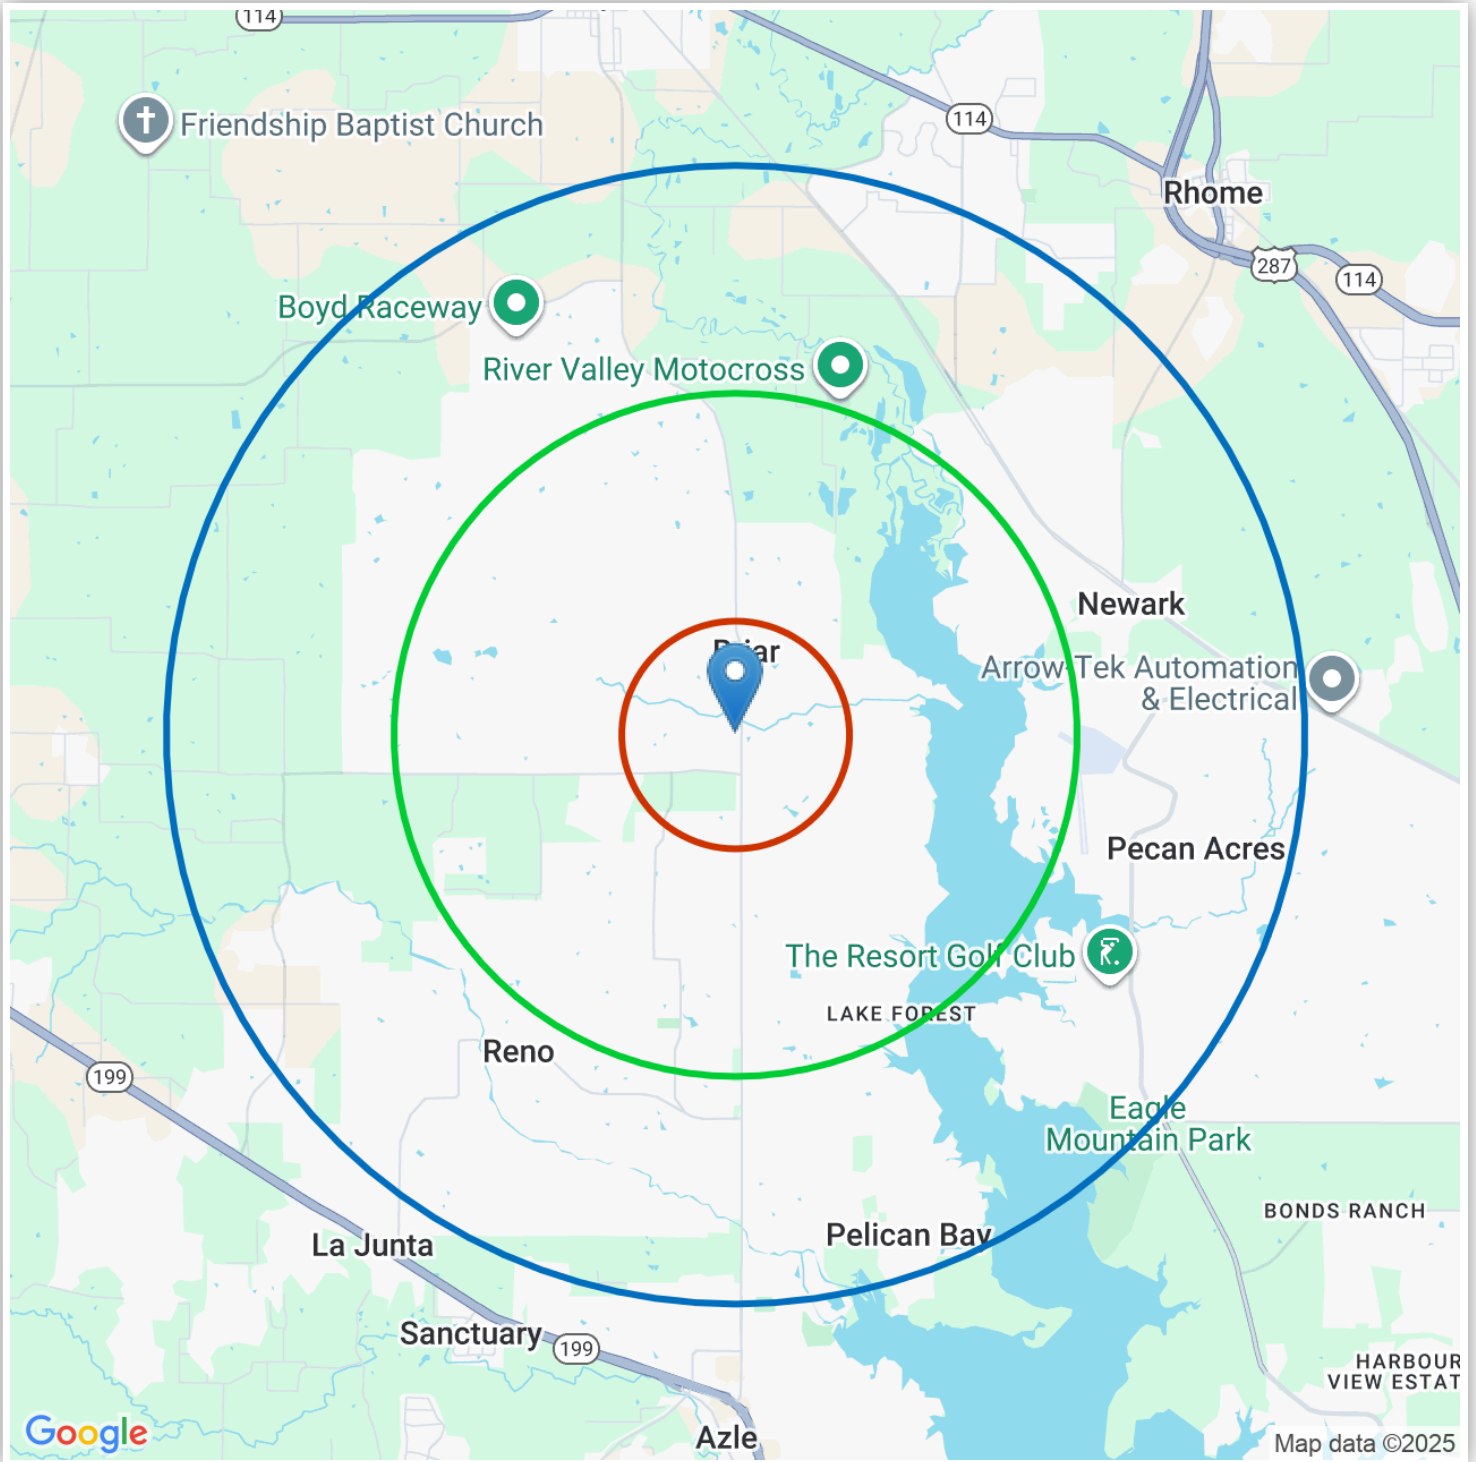 114
Friendship Baptist Church
114
Rhome
287
114
Boyd Raceway
River Valley Motocross
Newark
Briar
Arrow-Tek Automation
& Electrical
Pecan Acres
The Resort Golf Club
LAKE FOREST
Reno
199
Eagle
Mountain Park
BONDS RANCH
Pelican Bay
La Junta
Sanctuary
199
HARBOUR
VIEW ESTAT
Azle
Google
Map data ©2025